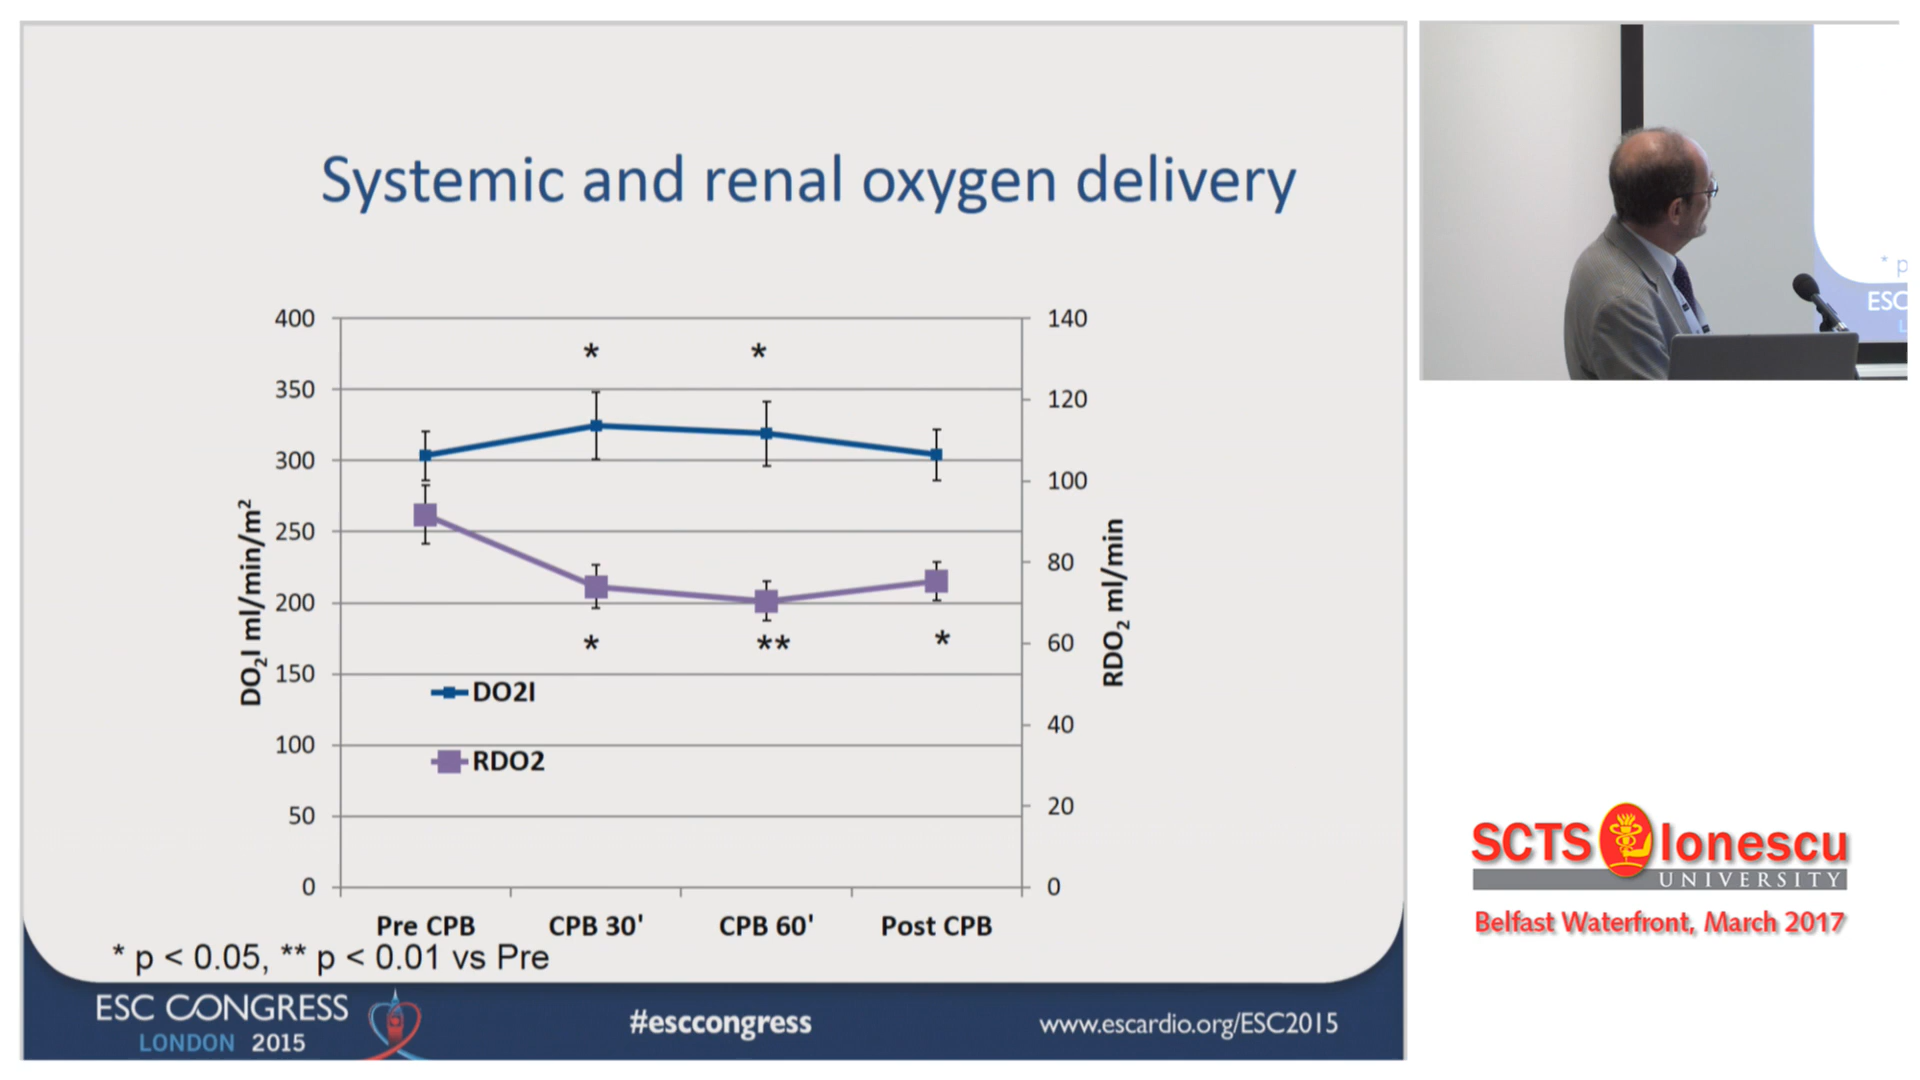 Systemic and renal oxygen delivery
400
350
300
250
200
150
100
50
0
DO₂I ml/min/m²
140
120
100
80
60
40
20
0
RDO₂ ml/min
* *
* ** *
DO2I
RDO2
Pre CPB CPB 30' CPB 60' Post CPB
* p < 0.05, ** p < 0.01 vs Pre
ESC CONGRESS
LONDON 2015
#esccongress
www.escardio.org/ESC2015
* p
ESC
L
SCTS Ionescu
UNIVERSITY
Belfast Waterfront, March 2017